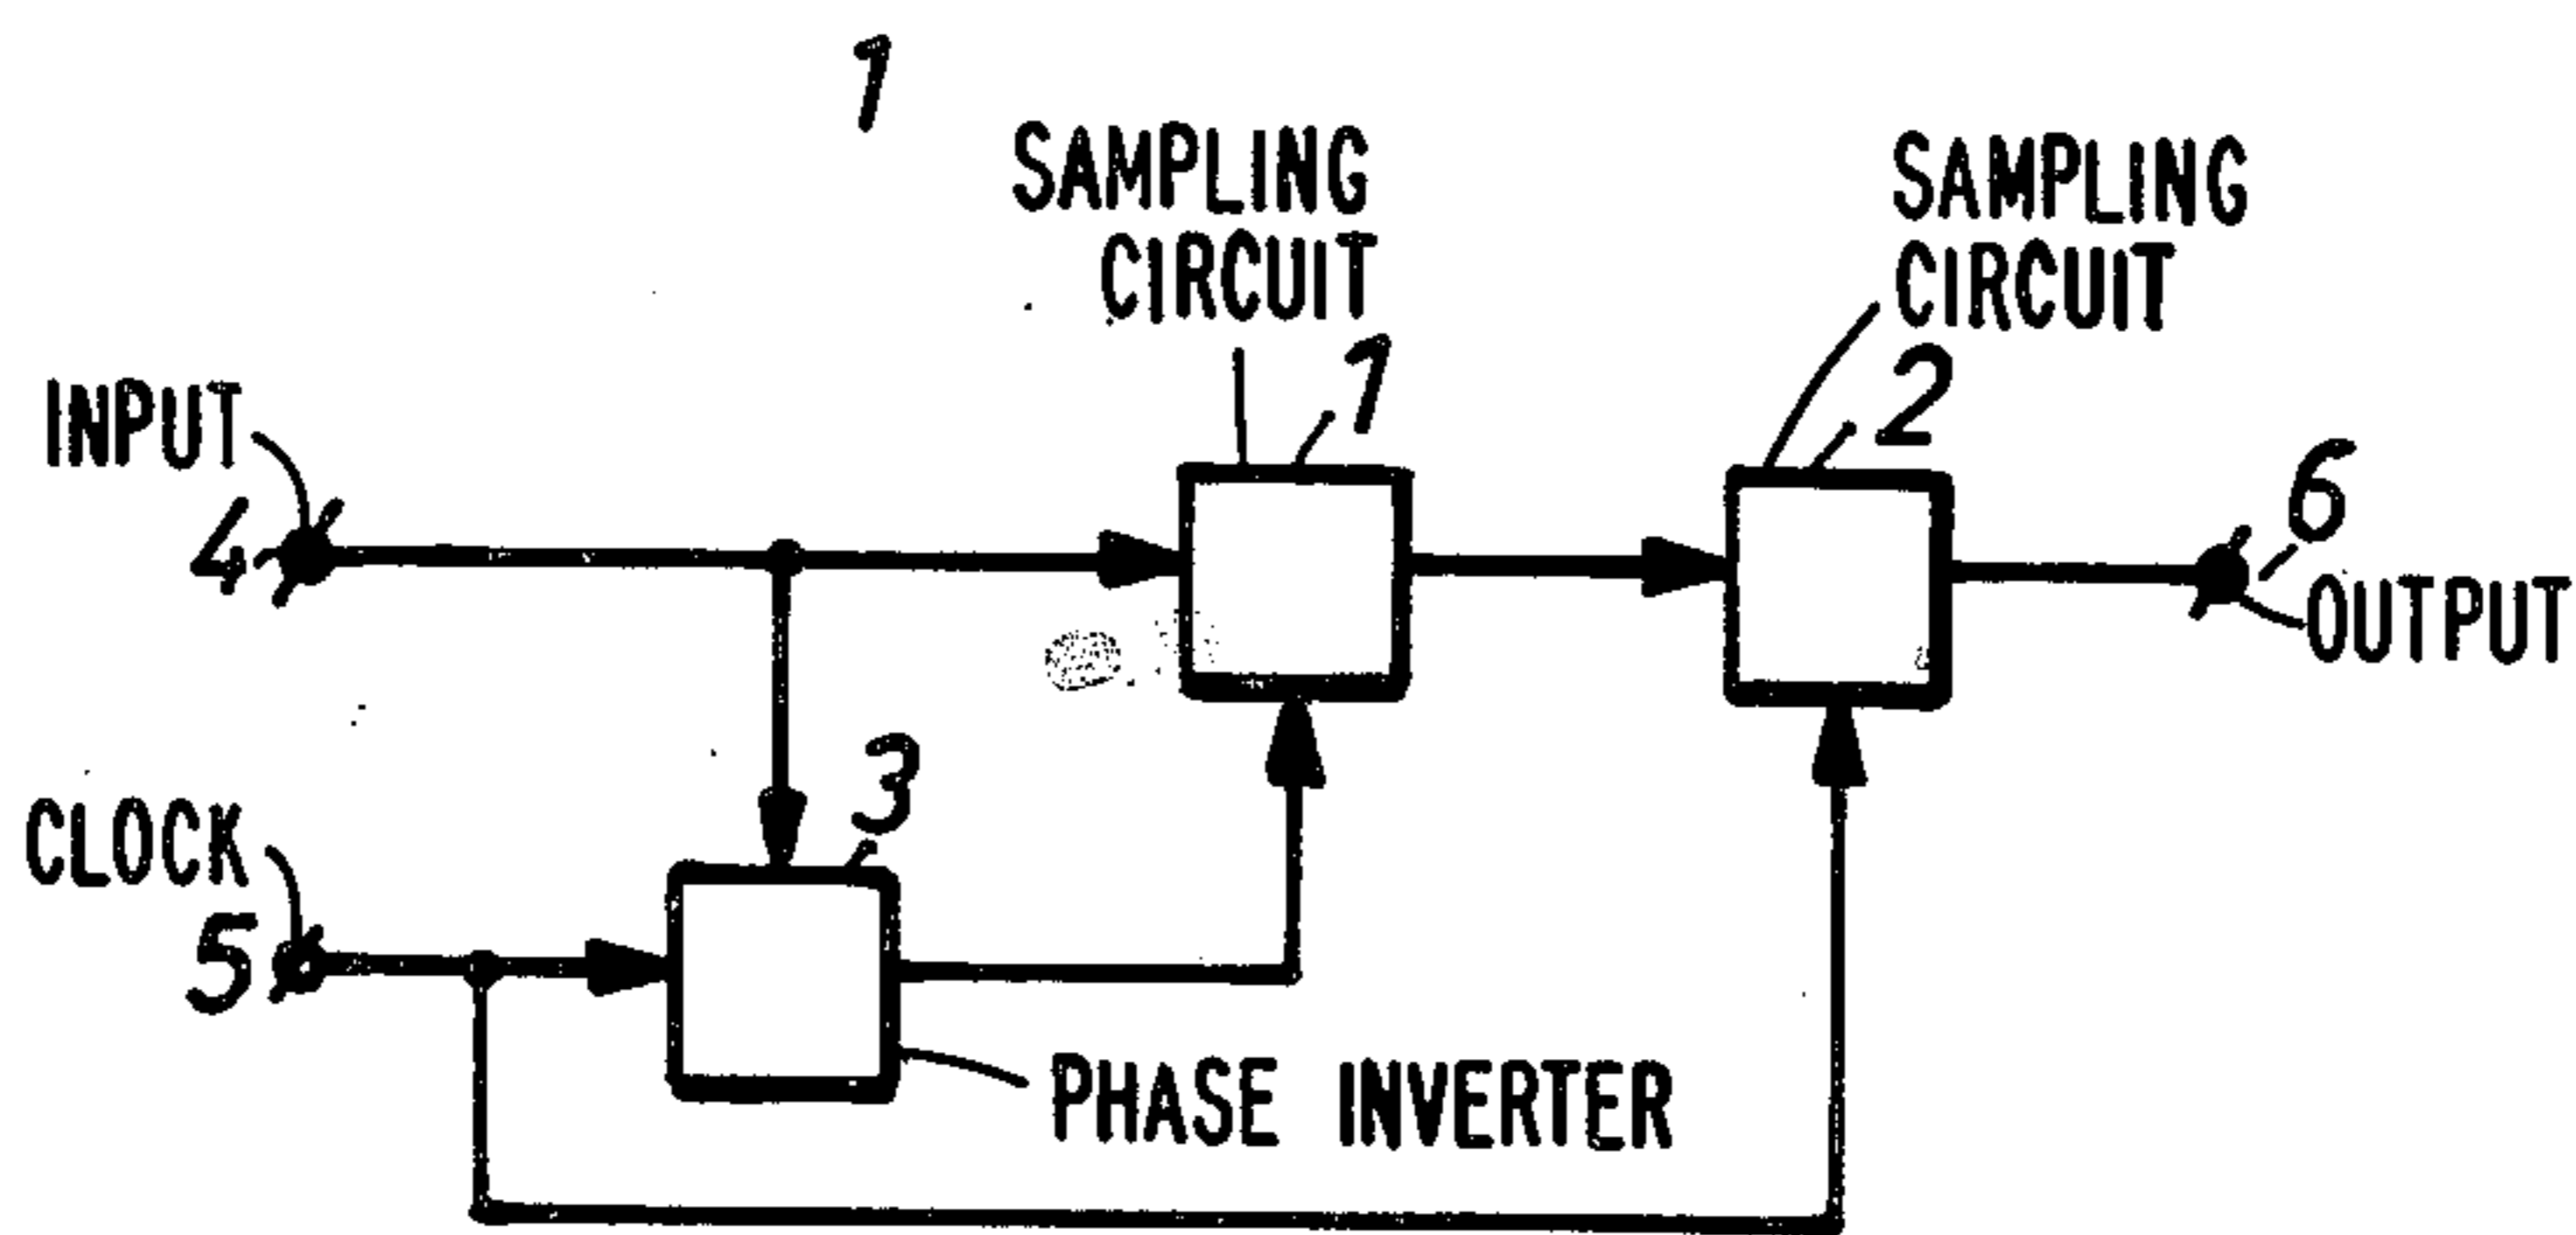 1
SAMPLING
CIRCUIT
1
SAMPLING
CIRCUIT
2
INPUT
4
6
OUTPUT
CLOCK
5
3
PHASE INVERTER